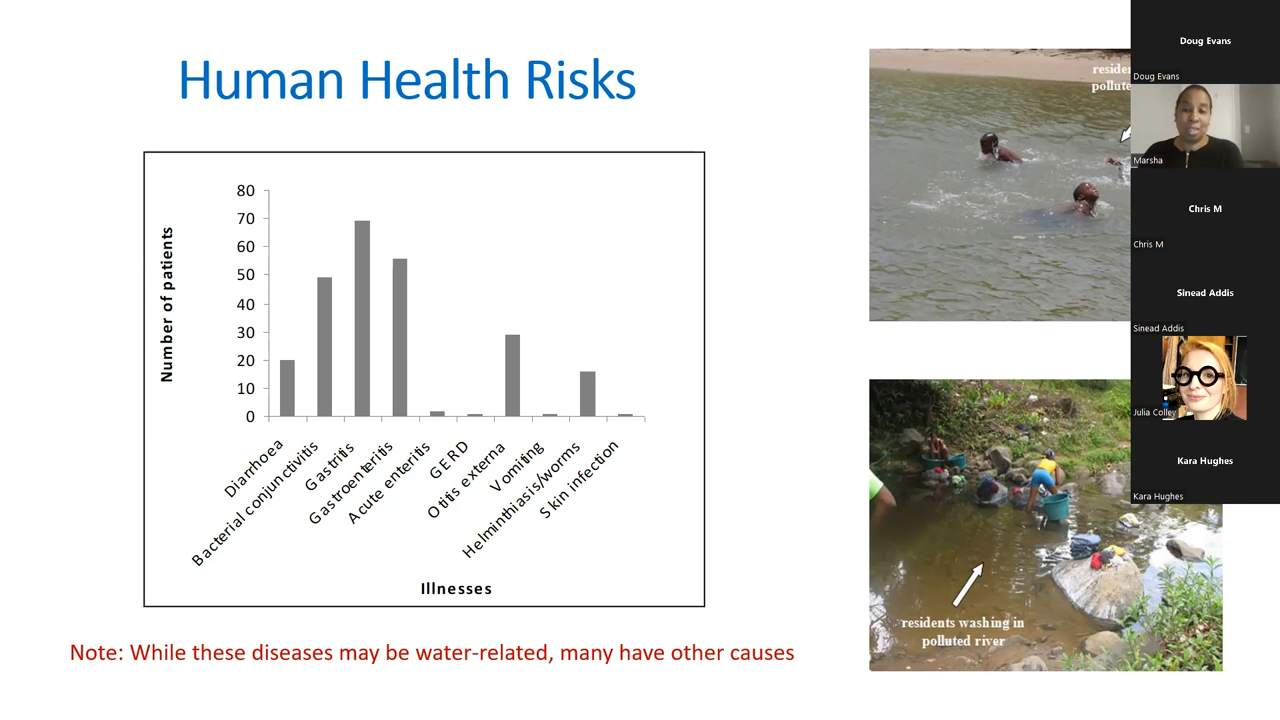 Human Health Risks
Number of patients
80
70
60
50
40
30
20
10
0
Diarrhoea
Bacterial conjunctivitis
Gastritis
Gastroenteritis
Acute enteritis
GERD
Otitis externa
Vomiting
Helminthiasis/worms
Skin infection
Illnesses
Note: While these diseases may be water-related, many have other causes
residents washing in
polluted river
Doug Evans
Doug Evans
Marsha
Chris M
Chris M
Sinead Addis
Sinead Addis
Julia Colley
Kara Hughes
Kara Hughes